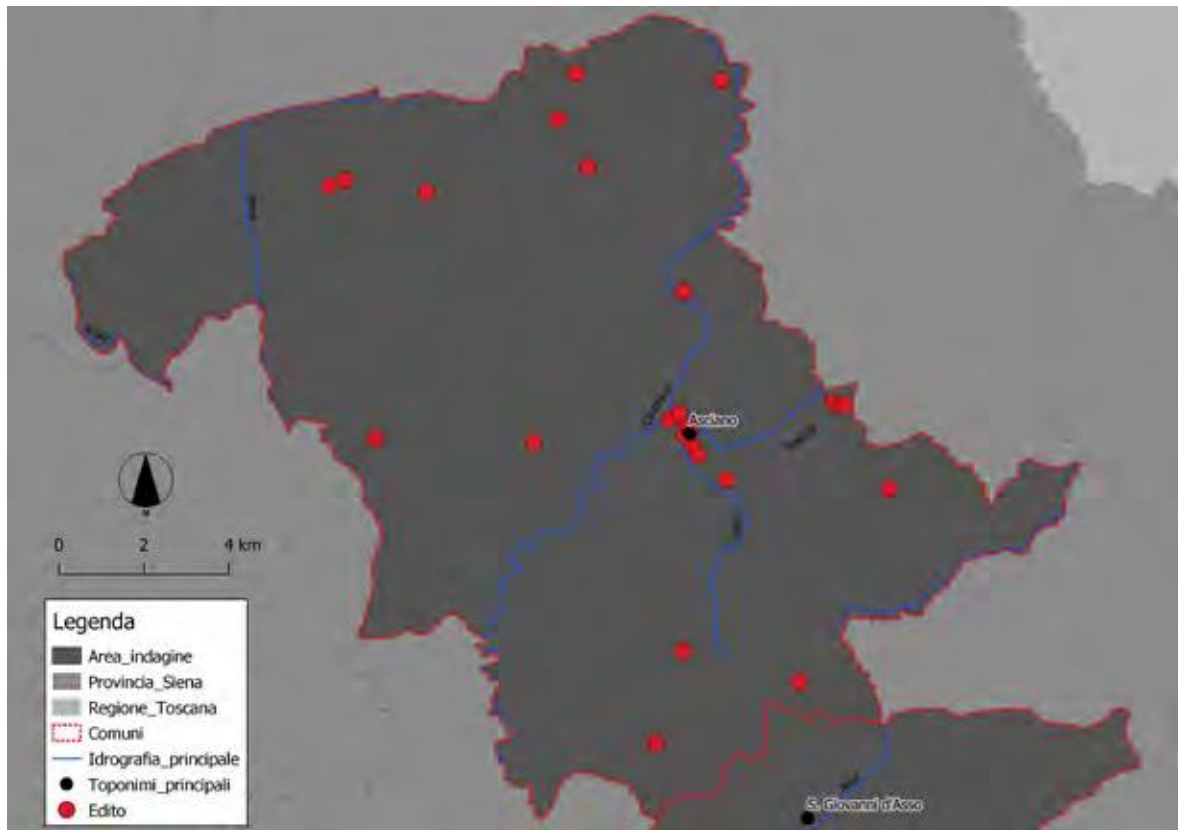 Asciano
0 2 4 km
Legenda
Area_indagine
Provincia_Siena
Regione_Toscana
Comuni
Idrografia_principale
Toponimi_principali
Edito
S. Giovanni d'Asso